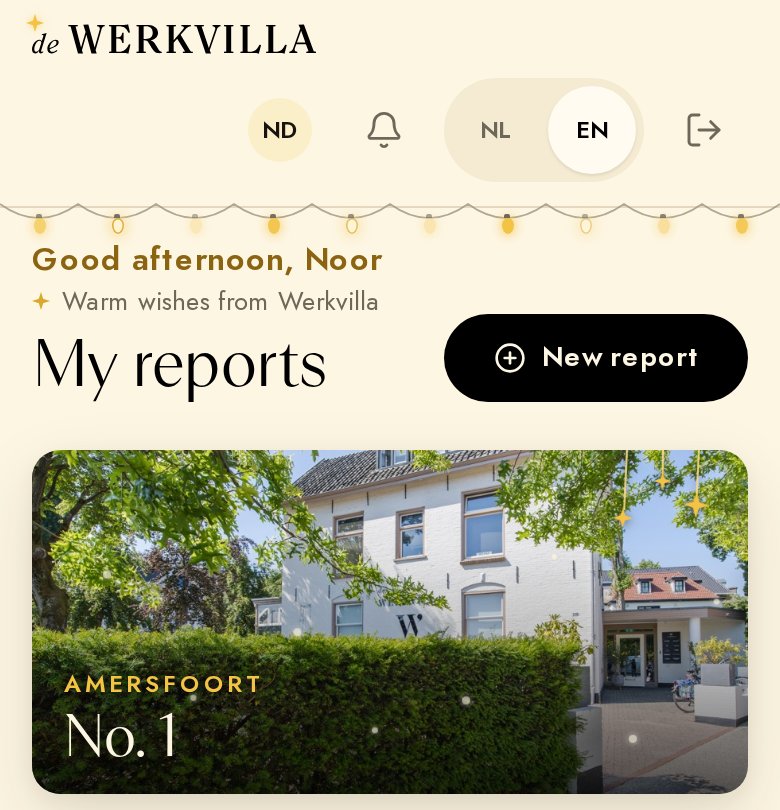 de WERKVILLA
ND
NL
EN
Good afternoon, Noor
Warm wishes from Werkvilla
My reports
New report
W
AMERSFOORT
No. 1